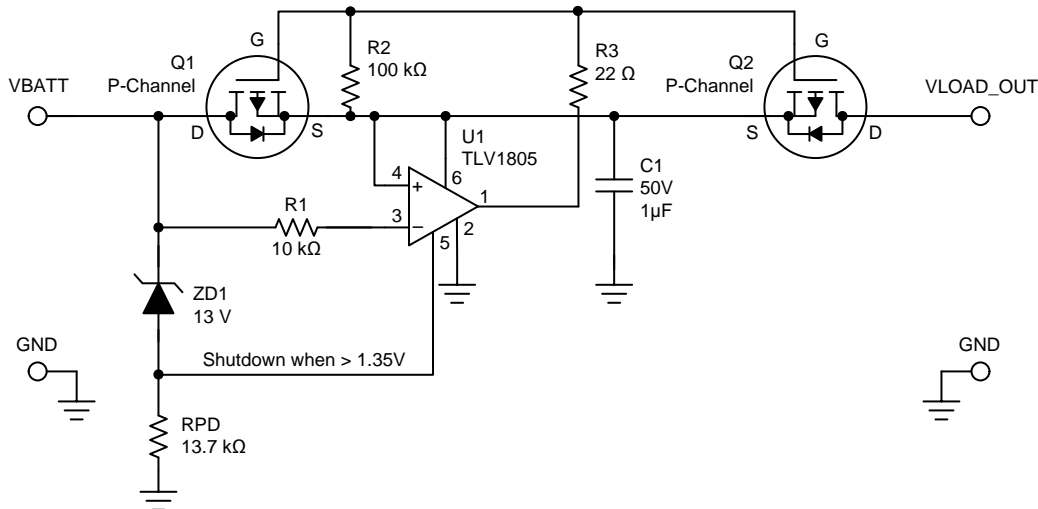 G
R2
100 kΩ
R3
22 Ω
G
Q1
P-Channel
Q2
P-Channel
VBATT
VLOAD_OUT
D
S
S
D
U1
TLV1805
4
+
6
1
3
−
2
5
R1
10 kΩ
C1
50V
1µF
ZD1
13 V
GND
GND
Shutdown when > 1.35V
RPD
13.7 kΩ